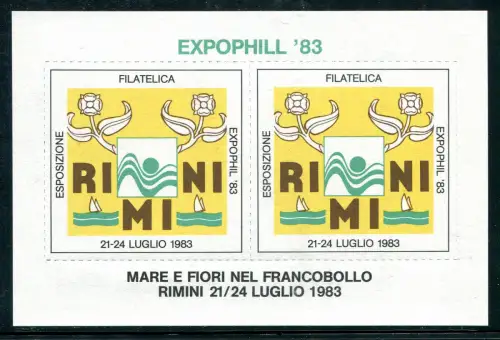 EXPOPHILL '83
FILATELICA
ESPOSIZIONE
EXPOPHIL '83
RI NI
MI
21-24 LUGLIO 1983
FILATELICA
ESPOSIZIONE
EXPOPHIL '83
RI NI
MI
21-24 LUGLIO 1983
MARE E FIORI NEL FRANCOBOLLO
RIMINI 21/24 LUGLIO 1983